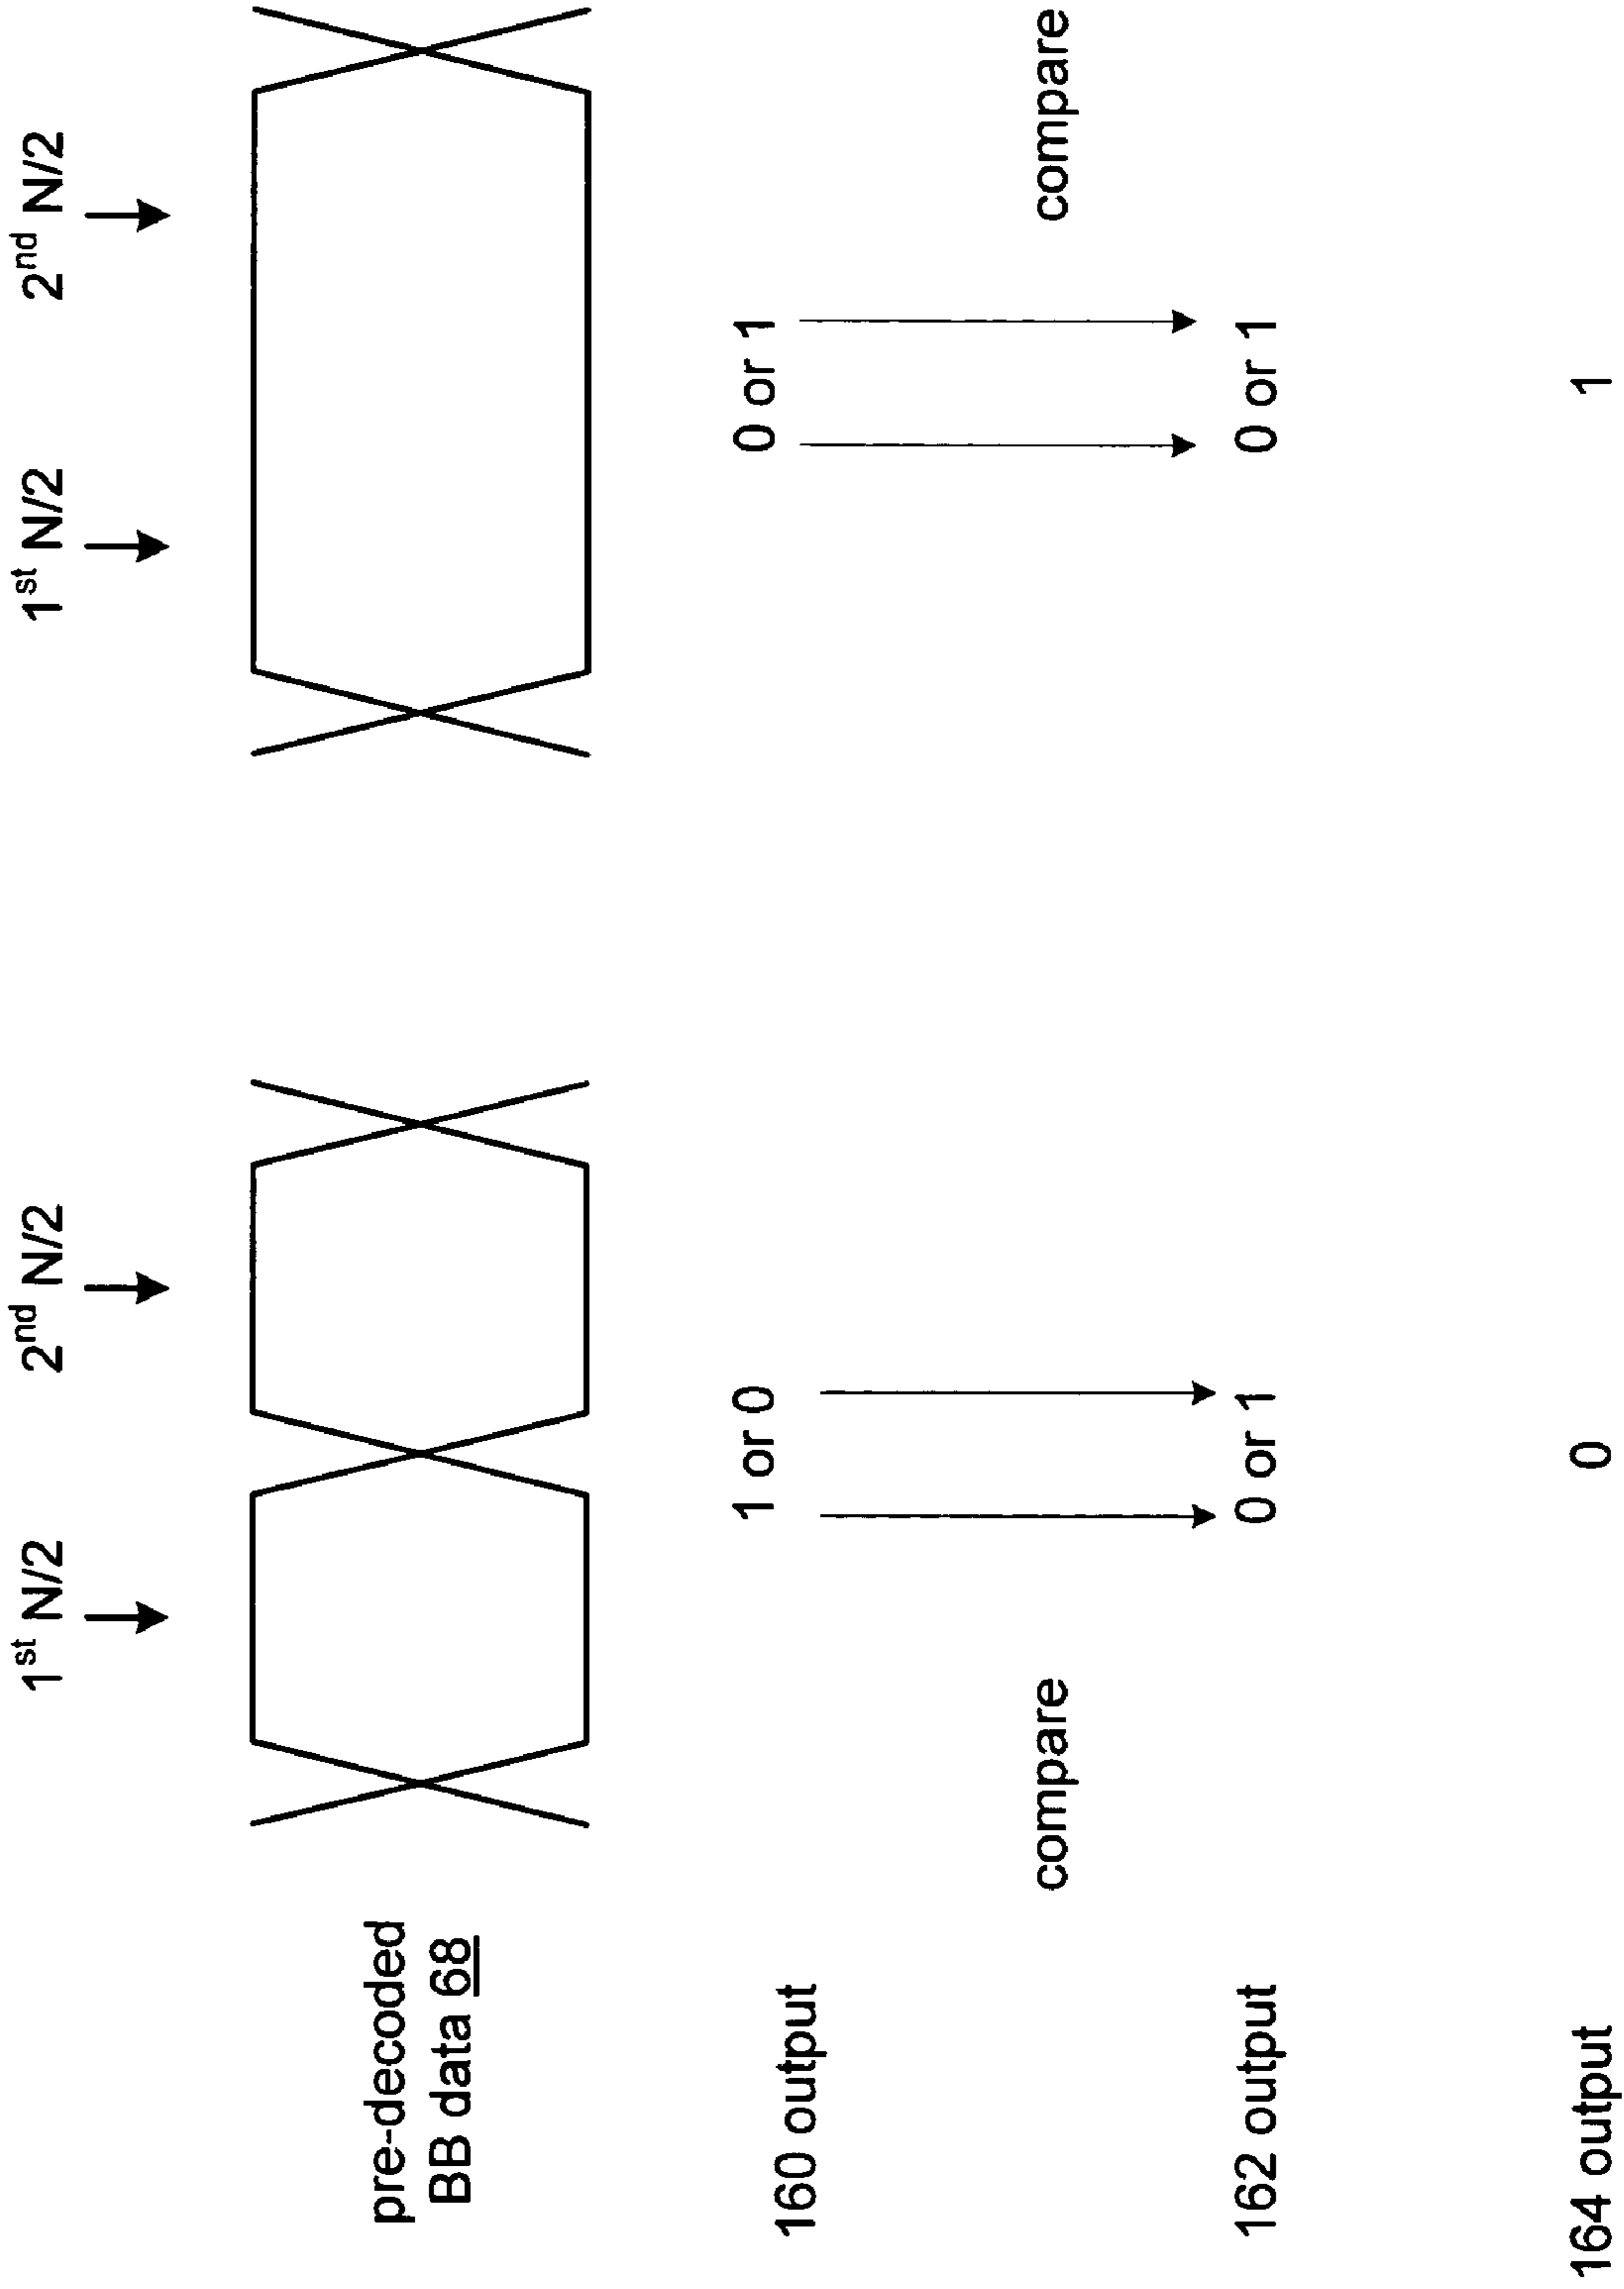 1st N/2 2nd N/2 1st N/2 2nd N/2
pre-decoded
BB data 68
160 output 1 or 0 0 or 1
compare compare
162 output 0 or 1 0 or 1
164 output 0 1